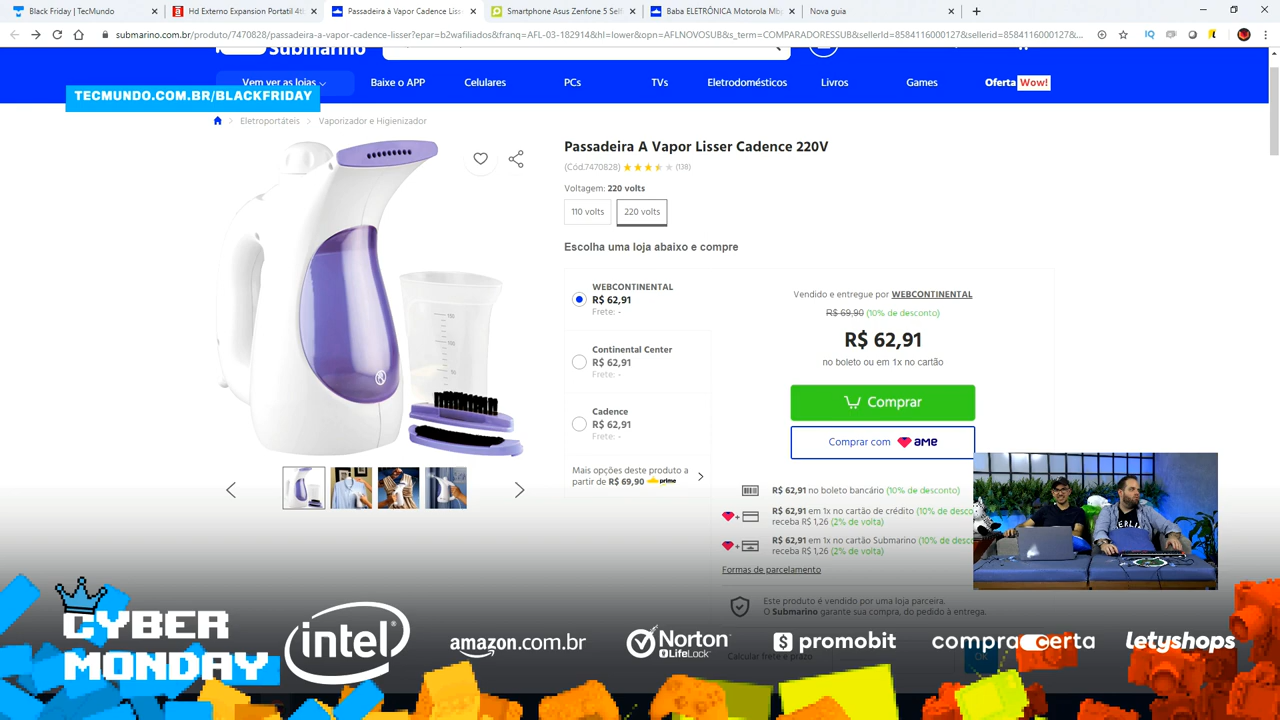 Black Friday | TecMundo
Hd Externo Expansion Portatil 4tb
Passadeira à Vapor Cadence Liss
Smartphone Asus Zenfone 5 Self
Baba ELETRÔNICA Motorola Mbp
Nova guia
submarino.com.br/produto/7470828/passadeira-a-vapor-cadence-lisser?epar=b2wafiliados&franq=AFL-03-182914&hl=lower&opn=AFLNOVOSUB&s_term=COMPARADORESSUB&sellerId=85841160001​27&sellerid=8584116000127&...
Submarino
Vem ver as lojas
Baixe o APP
Celulares
PCs
TVs
Eletrodomésticos
Livros
Games
Oferta Wow!
TECMUNDO.COM.BR/BLACKFRIDAY
Eletroportáteis > Vaporizador e Higienizador
Passadeira A Vapor Lisser Cadence 220V
(Cód.7470828) (138)
Voltagem: 220 volts
110 volts
220 volts
Escolha uma loja abaixo e compre
WEBCONTINENTAL
R$ 62,91
Frete: -
Continental Center
R$ 62,91
Frete: -
Cadence
R$ 62,91
Frete: -
Mais opções deste produto a
partir de R$ 69,90 prime
Vendido e entregue por WEBCONTINENTAL
R$ 69,90 (10% de desconto)
R$ 62,91
no boleto ou em 1x no cartão
Comprar
Comprar com AME
R$ 62,91 no boleto bancário (10% de desconto)
R$ 62,91 em 1x no cartão de crédito (10% de desco
receba R$ 1,26 (2% de volta)
R$ 62,91 em 1x no cartão Submarino (10% de desco
receba R$ 1,26 (2% de volta)
Formas de parcelamento
Este produto é vendido por uma loja parceira.
O Submarino garante sua compra, do pedido à entrega.
Calcular frete e prazo
OK
CYBER
MONDAY
intel
amazon.com.br
Norton
LifeLock
promobit
compracerta
letyshops